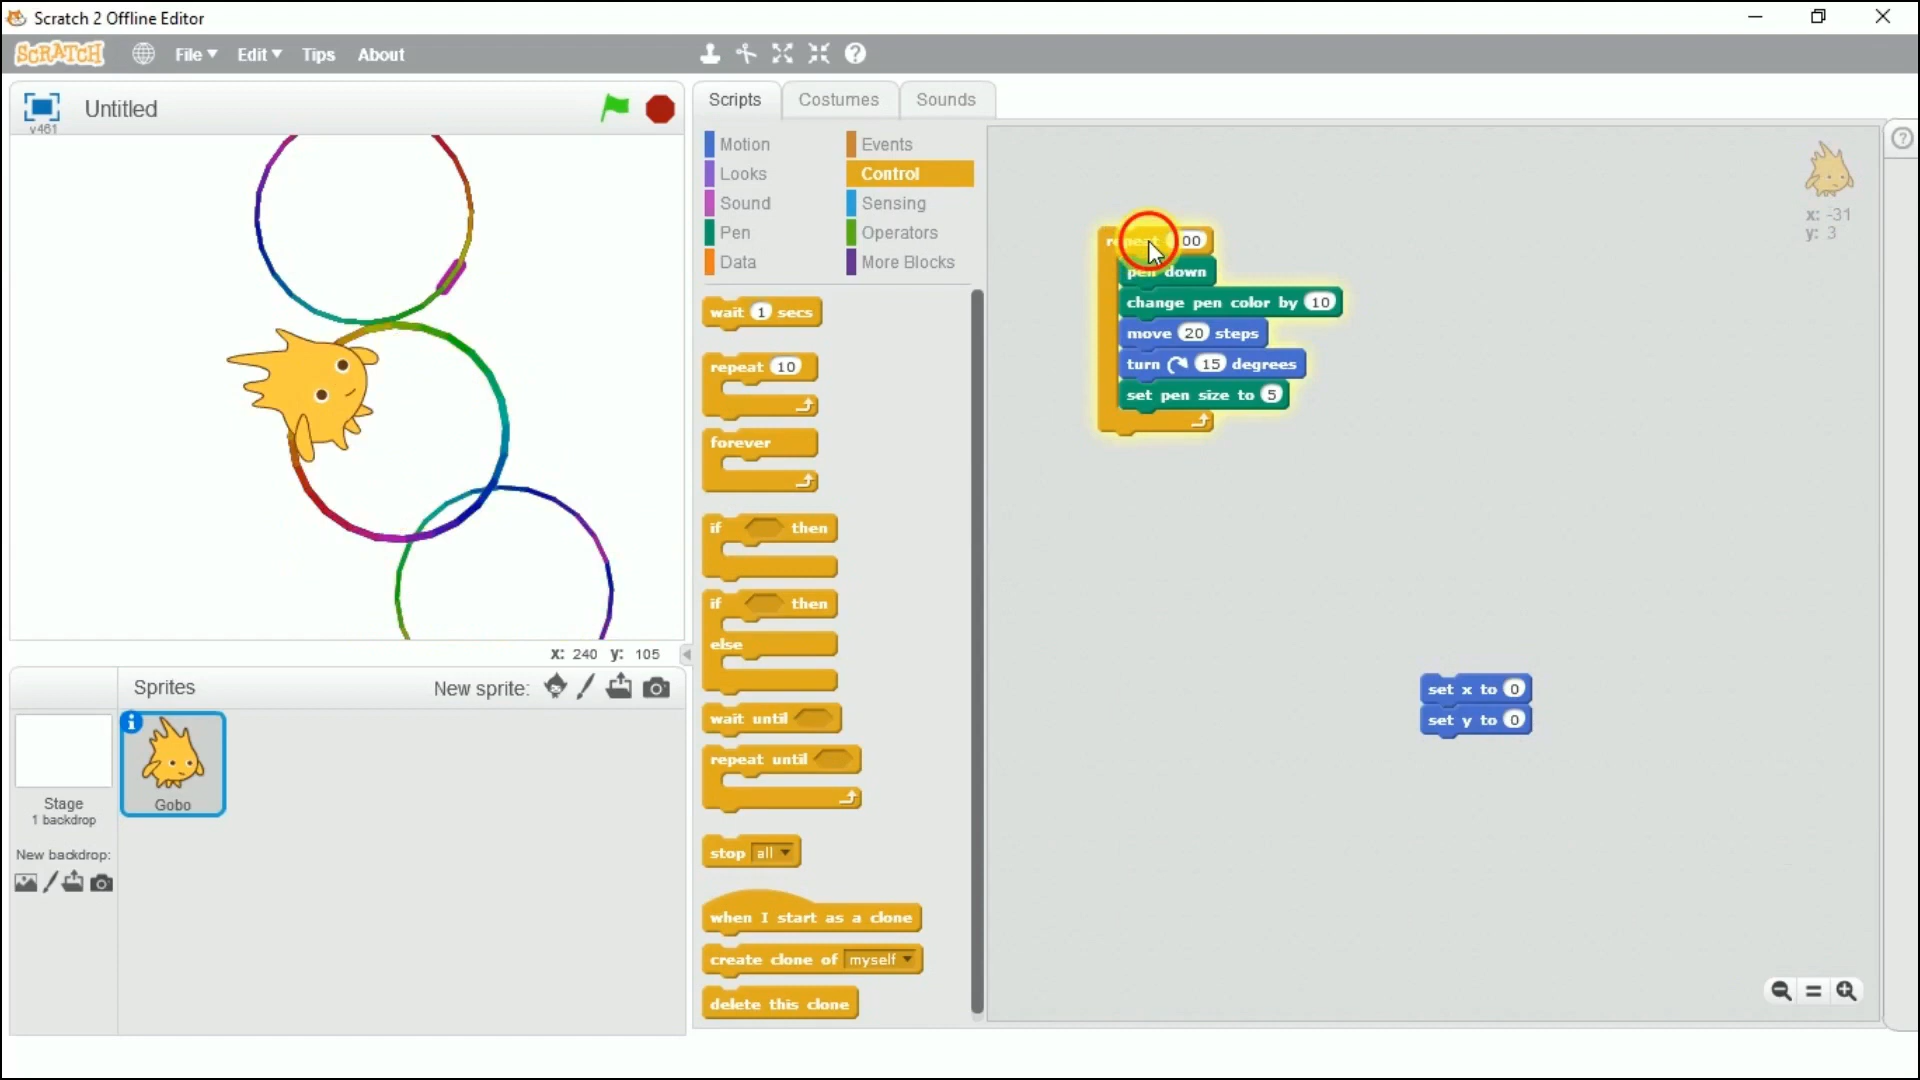 Scratch 2 Offline Editor
SCRATCH File Edit Tips About
v461 Untitled
Scripts Costumes Sounds
Motion Events
Looks Control
Sound Sensing
Pen Operators
Data More Blocks
wait 1 secs
repeat 10
forever
if then
if then
else
wait until
repeat until
stop all
when I start as a clone
create clone of myself
delete this clone
repeat 00
pen down
change pen color by 10
move 20 steps
turn 15 degrees
set pen size to 5
set x to 0
set y to 0
x: -31
y: 3
x: 240 y: 105
Sprites New sprite:
Gobo
Stage
1 backdrop
New backdrop: